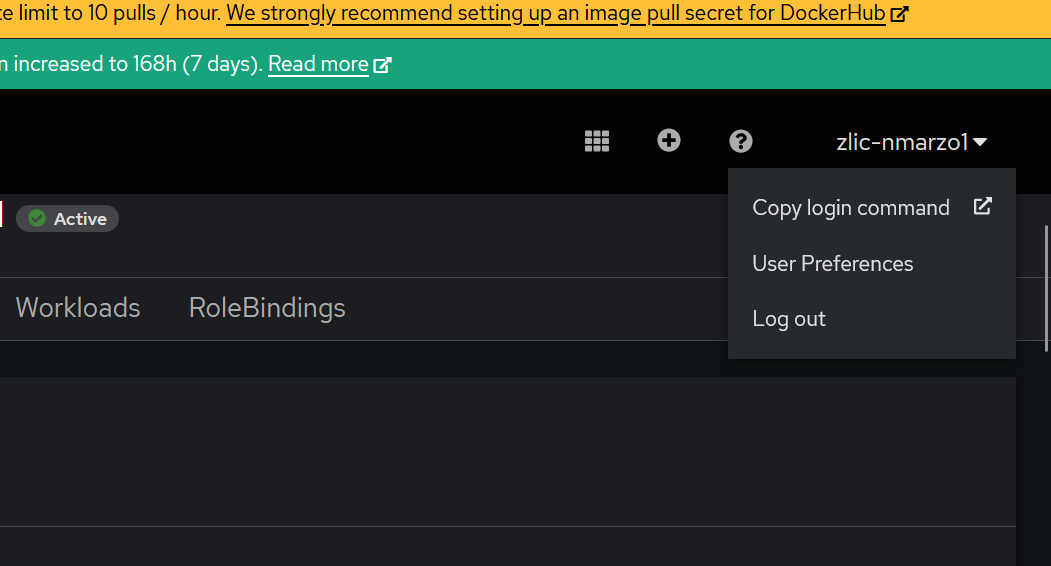 limit to 10 pulls / hour. We strongly recommend setting up an image pull secret for DockerHub
increased to 168h (7 days). Read more
zlic-nmarzo1
Copy login command
Active
User Preferences
Workloads RoleBindings
Log out